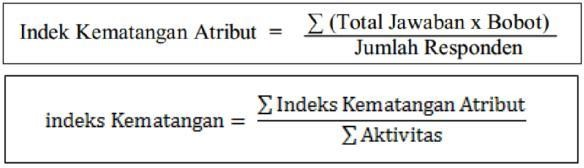 Indek Kematangan Atribut = ∑ (Total Jawaban x Bobot)
Jumlah Responden
indeks Kematangan = ∑ Indeks Kematangan Atribut
∑ Aktivitas